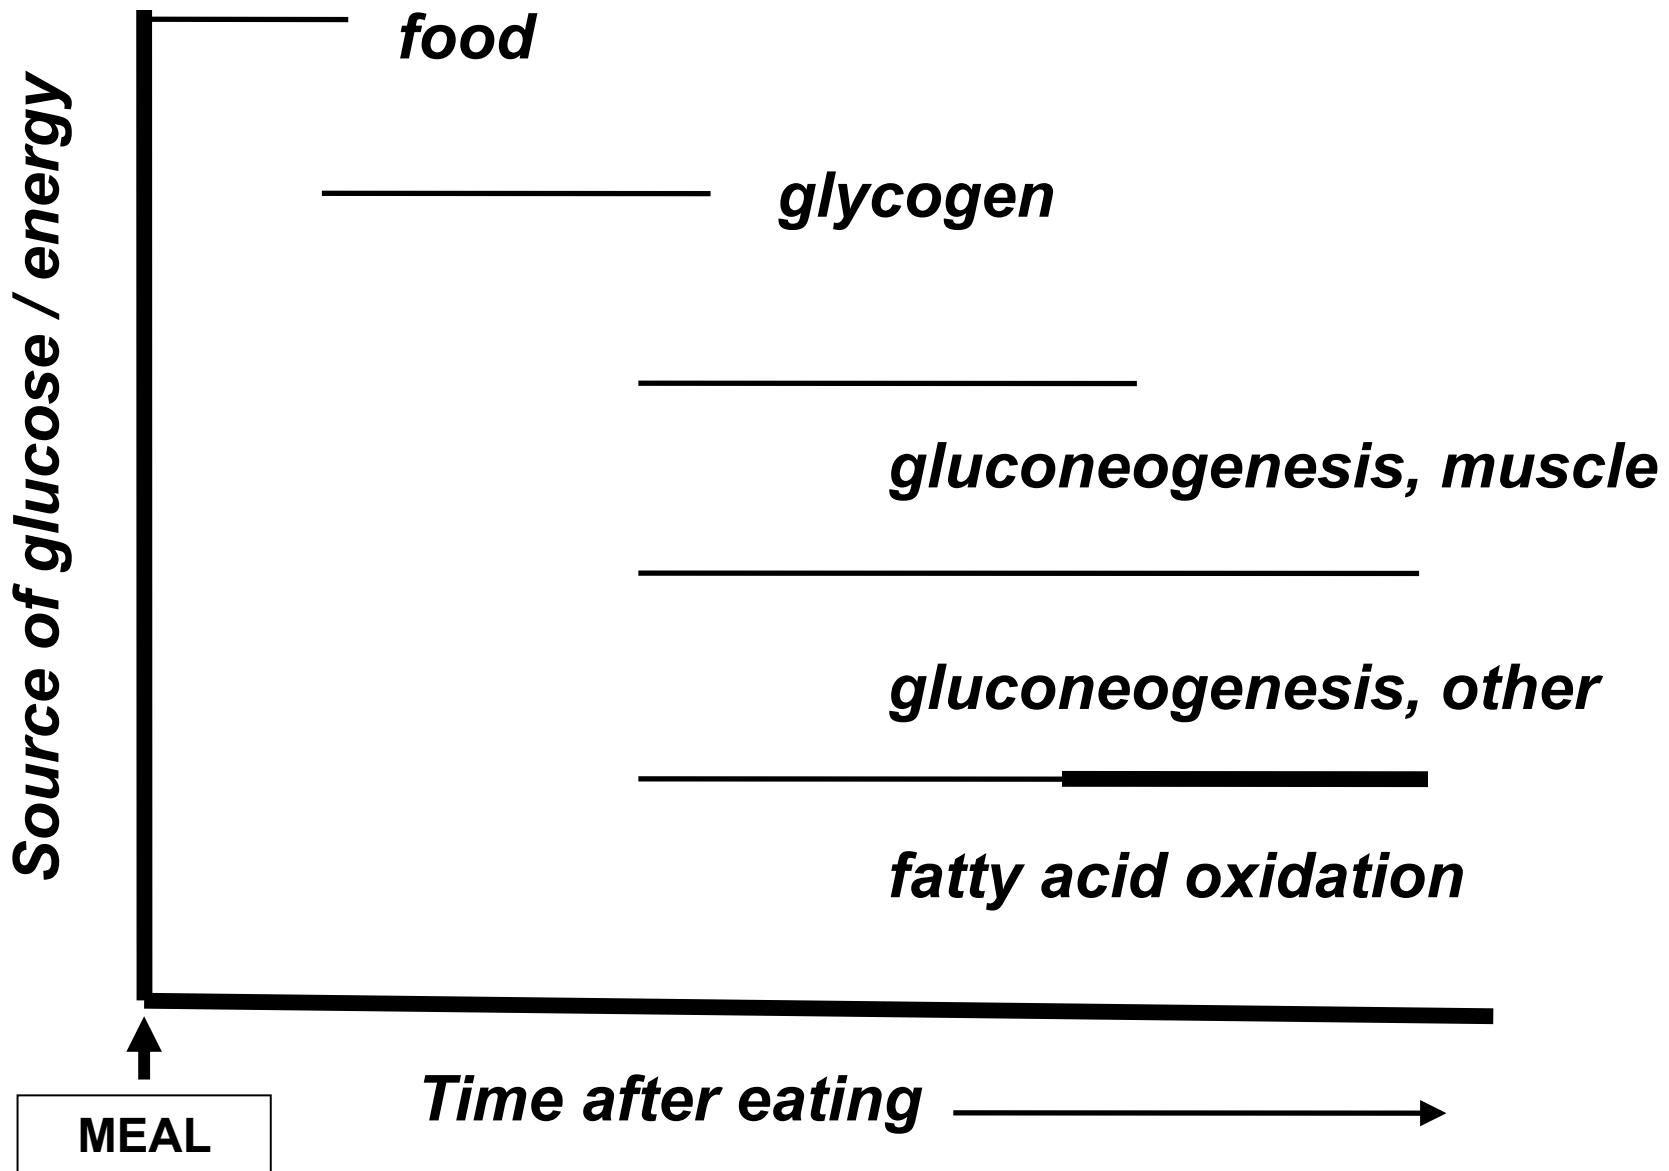 food
Source of glucose / energy
glycogen
gluconeogenesis, muscle
gluconeogenesis, other
fatty acid oxidation
Time after eating
MEAL